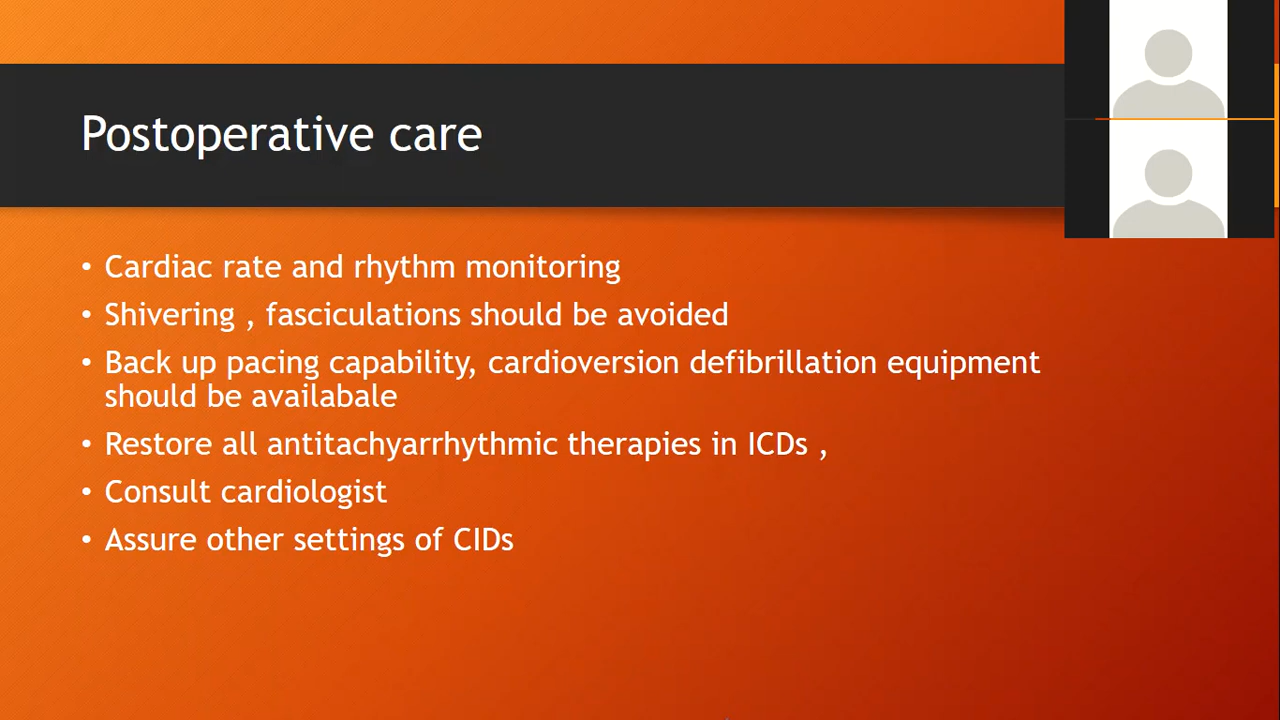 Postoperative care
• Cardiac rate and rhythm monitoring
• Shivering , fasciculations should be avoided
• Back up pacing capability, cardioversion defibrillation equipment
should be availabale
• Restore all antitachyarrhythmic therapies in ICDs ,
• Consult cardiologist
• Assure other settings of CIDs